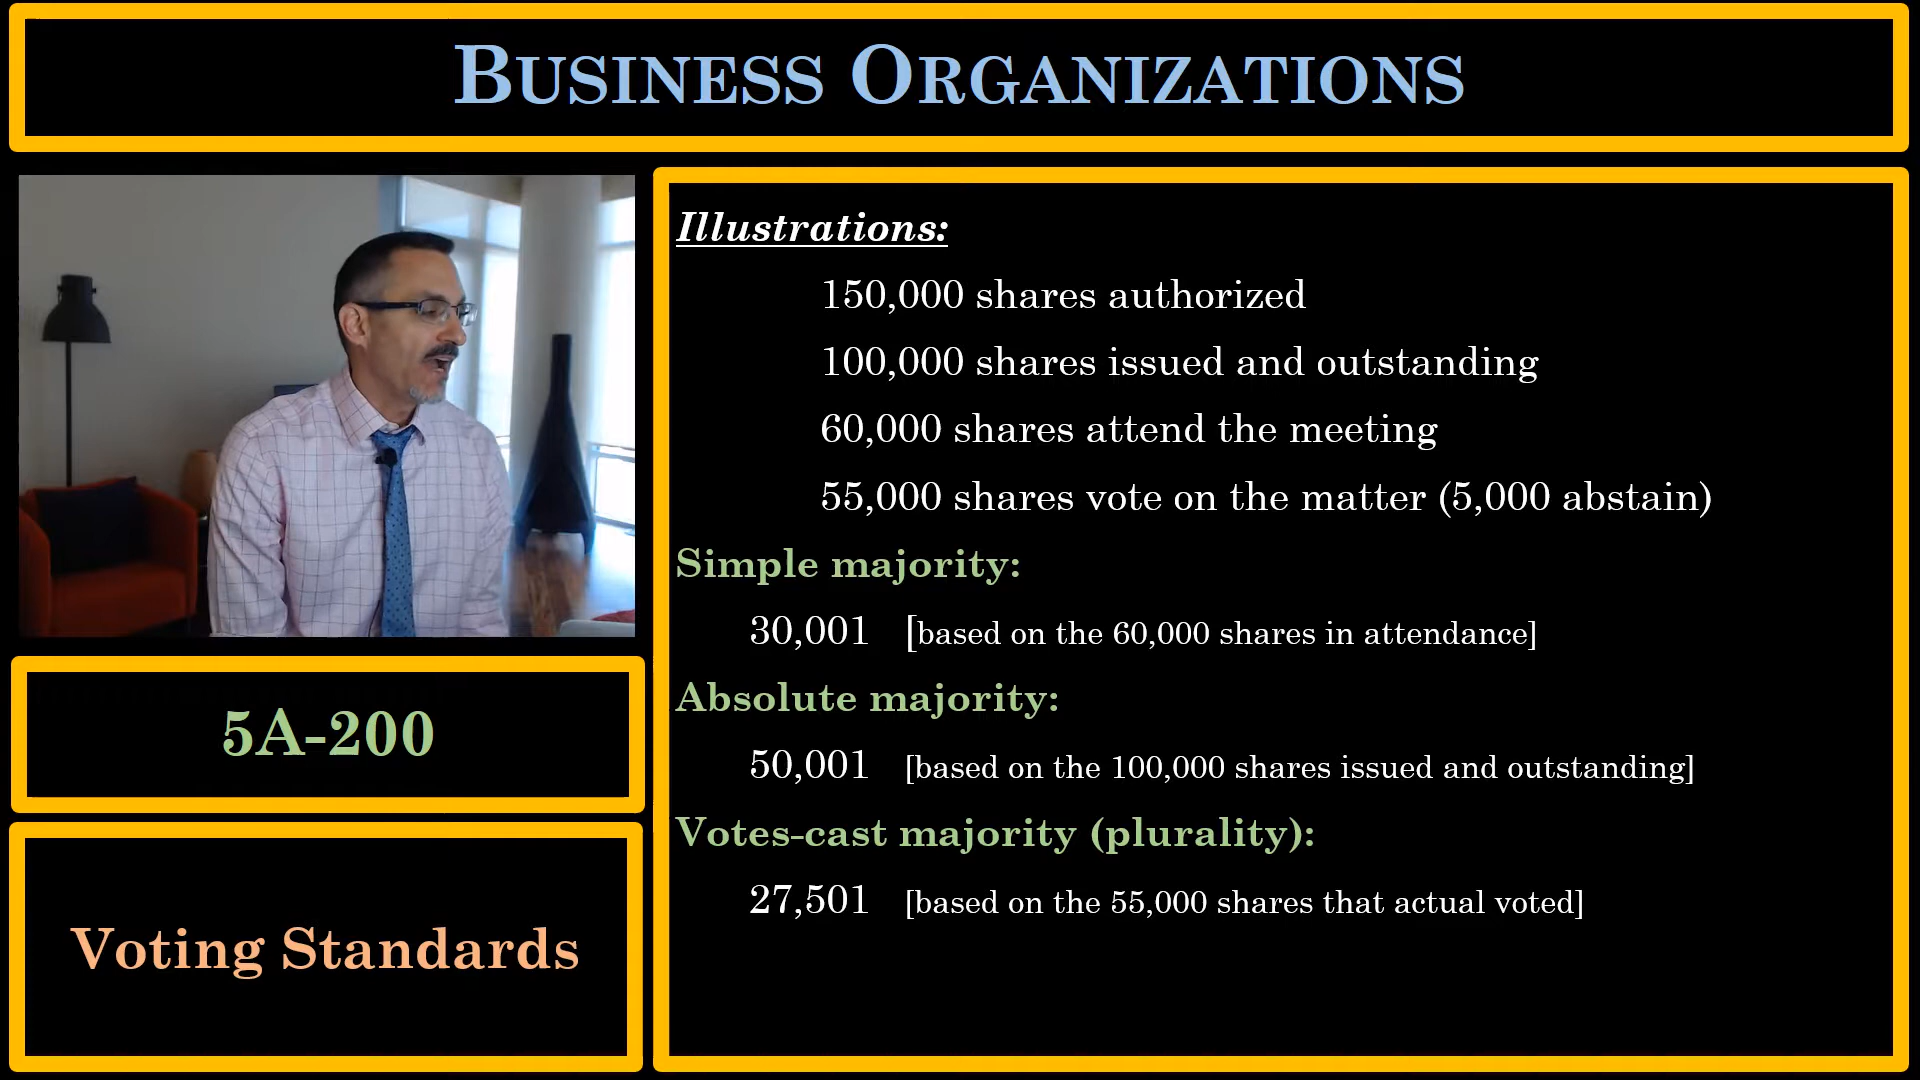 BUSINESS ORGANIZATIONS
Illustrations:
150,000 shares authorized
100,000 shares issued and outstanding
60,000 shares attend the meeting
55,000 shares vote on the matter (5,000 abstain)
Simple majority:
30,001 [based on the 60,000 shares in attendance]
Absolute majority:
50,001 [based on the 100,000 shares issued and outstanding]
Votes-cast majority (plurality):
27,501 [based on the 55,000 shares that actual voted]
5A-200
Voting Standards